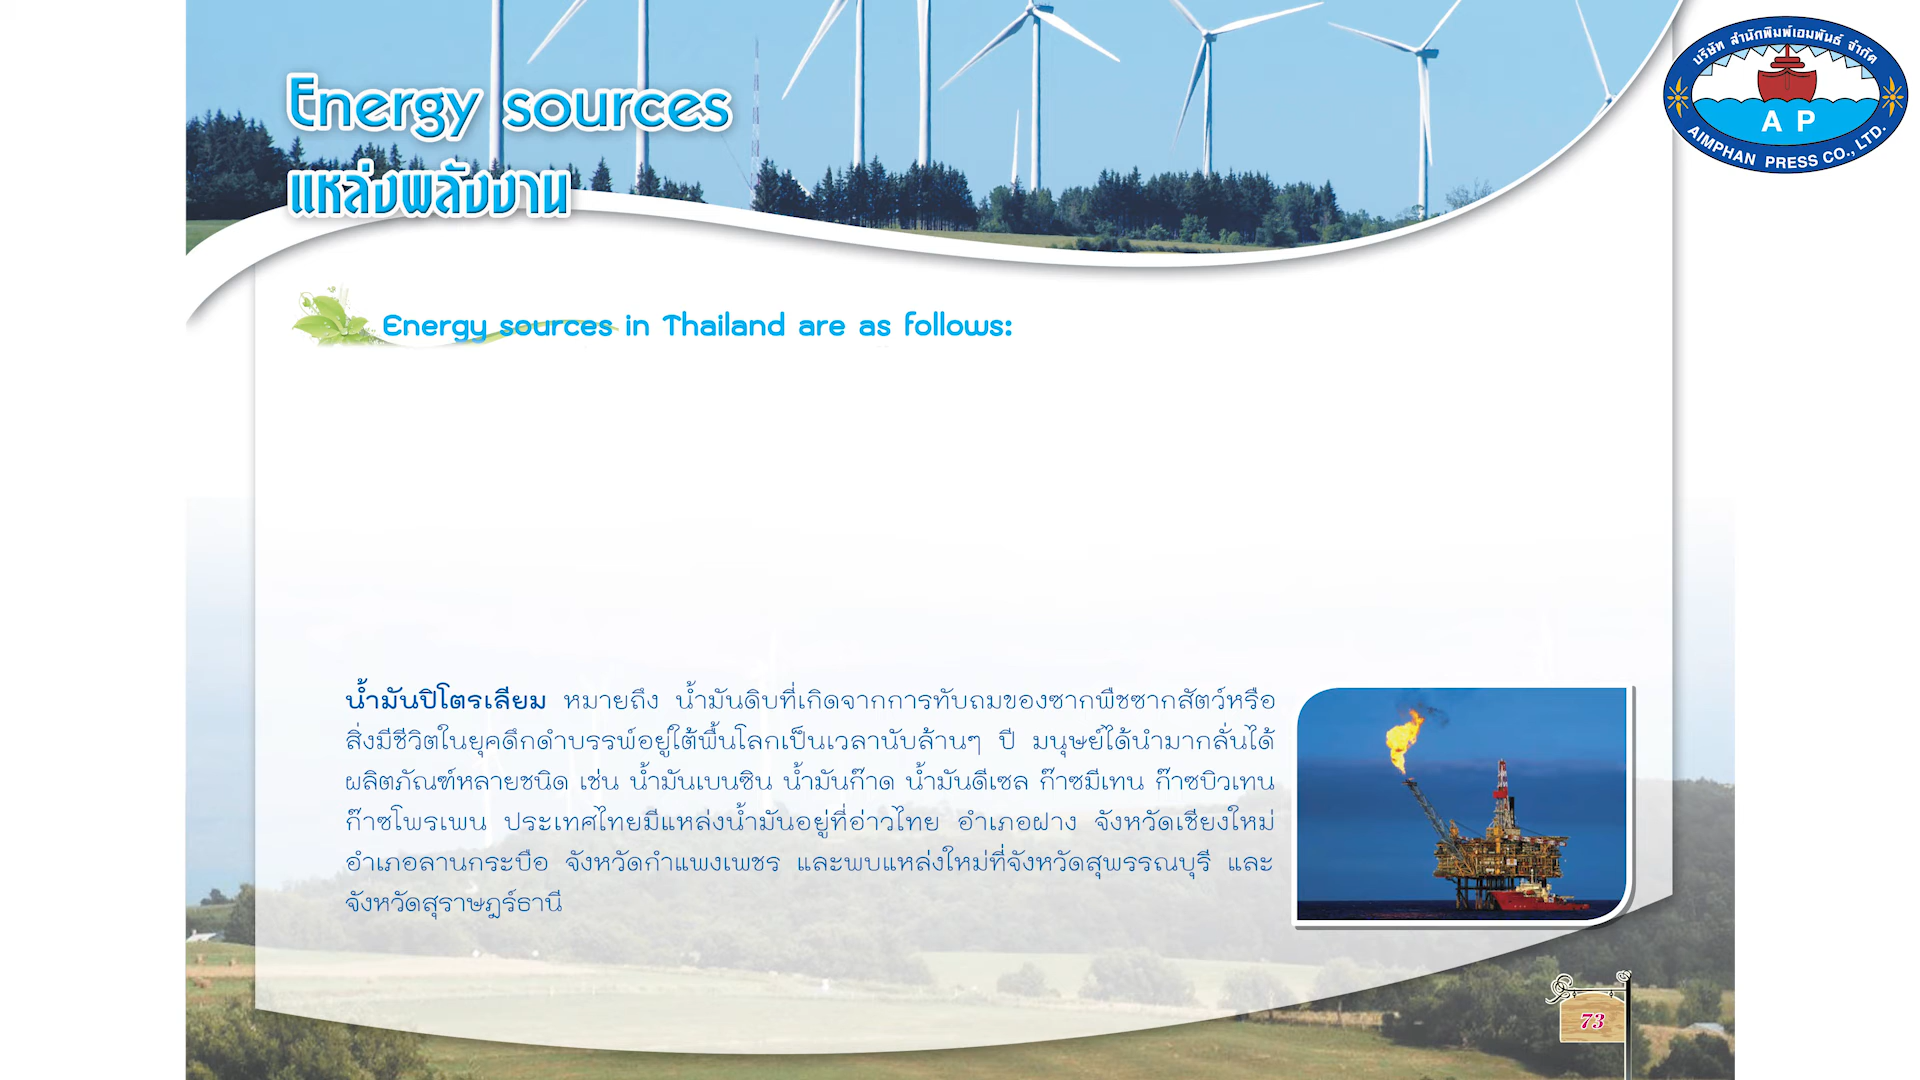 Energy sources
แหล่งพลังงาน
บริษัท สำนักพิมพ์เอมพันธ์ จำกัด
A P
AIMPHAN PRESS CO., LTD.
Energy sources in Thailand are as follows:
น้ำมันปิโตรเลียม หมายถึง น้ำมันดิบที่เกิดจากการทับถมของซากพืชซากสัตว์หรือ
สิ่งมีชีวิตในยุคดึกดำบรรพ์อยู่ใต้พื้นโลกเป็นเวลานับล้านๆ ปี มนุษย์ได้นำมากลั่นได้
ผลิตภัณฑ์หลายชนิด เช่น น้ำมันเบนซิน น้ำมันก๊าด น้ำมันดีเซล ก๊าซมีเทน ก๊าซบิวเทน
ก๊าซโพรเพน ประเทศไทยมีแหล่งน้ำมันอยู่ที่อ่าวไทย อำเภอฝาง จังหวัดเชียงใหม่
อำเภอลานกระบือ จังหวัดกำแพงเพชร และพบแหล่งใหม่ที่จังหวัดสุพรรณบุรี และ
จังหวัดสุราษฎร์ธานี
73